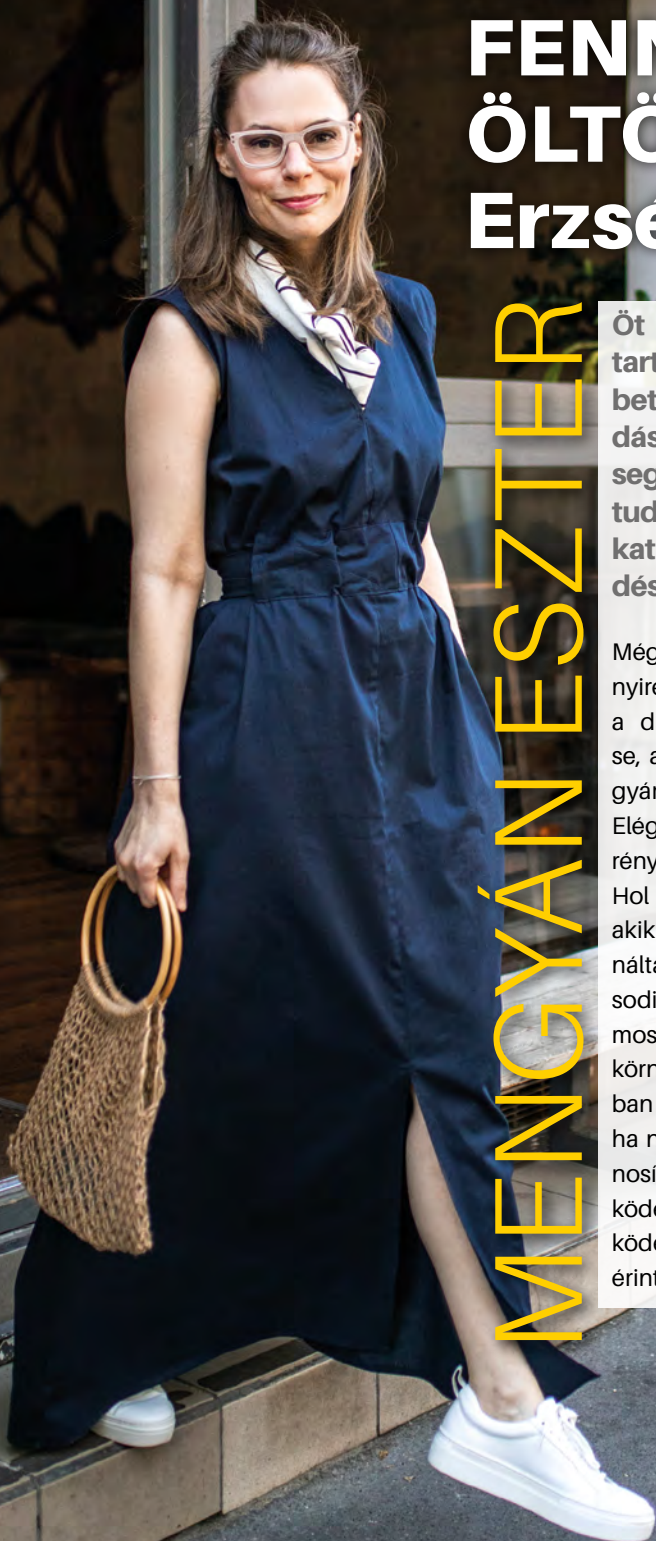 FENN
ÖLTÖ
Erzsé
MENGYÁN ESZTER
Öt
tart
bet
dás
seg
tud
kat
dés
Még
nyire
a d
se, a
gyár
Elég
rény
Hol
akik
nálta
sodi
mos
körn
ban
ha n
nosí
köde
köde
érint